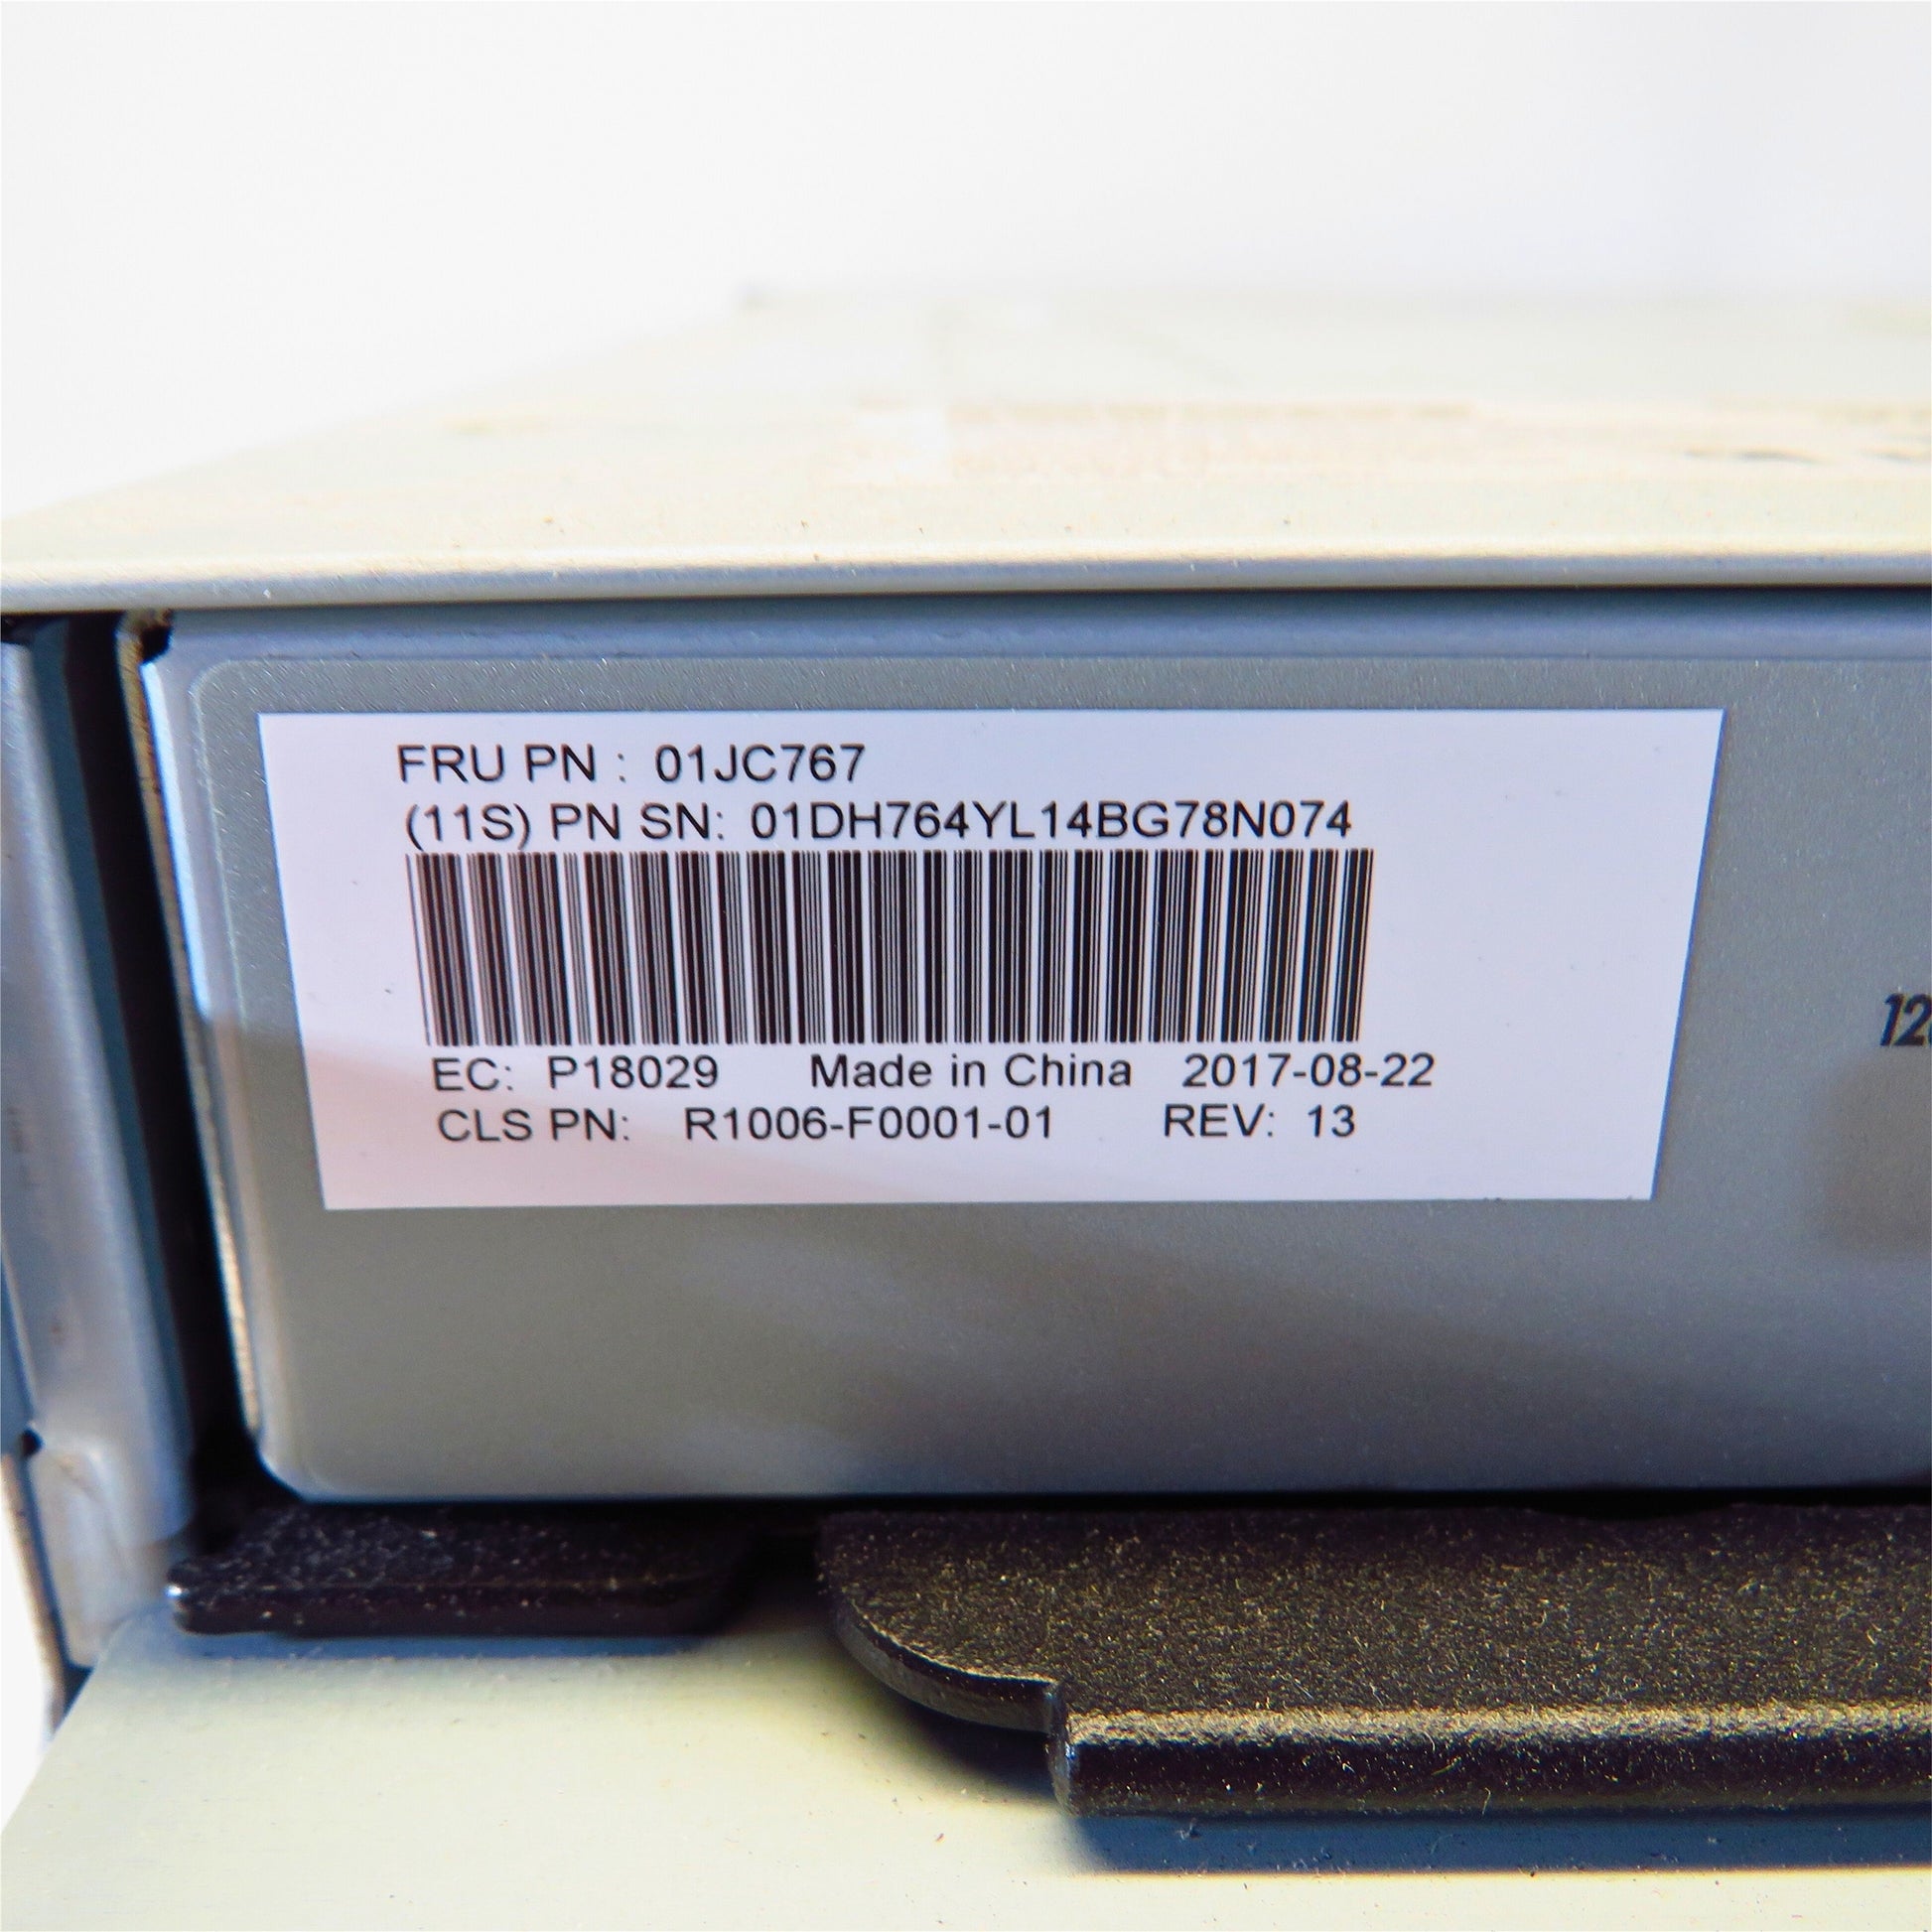 FRU PN : 01JC767
(11S) PN SN: 01DH764YL14BG78N074
EC: P18029 Made in China 2017-08-22
CLS PN: R1006-F0001-01 REV: 13